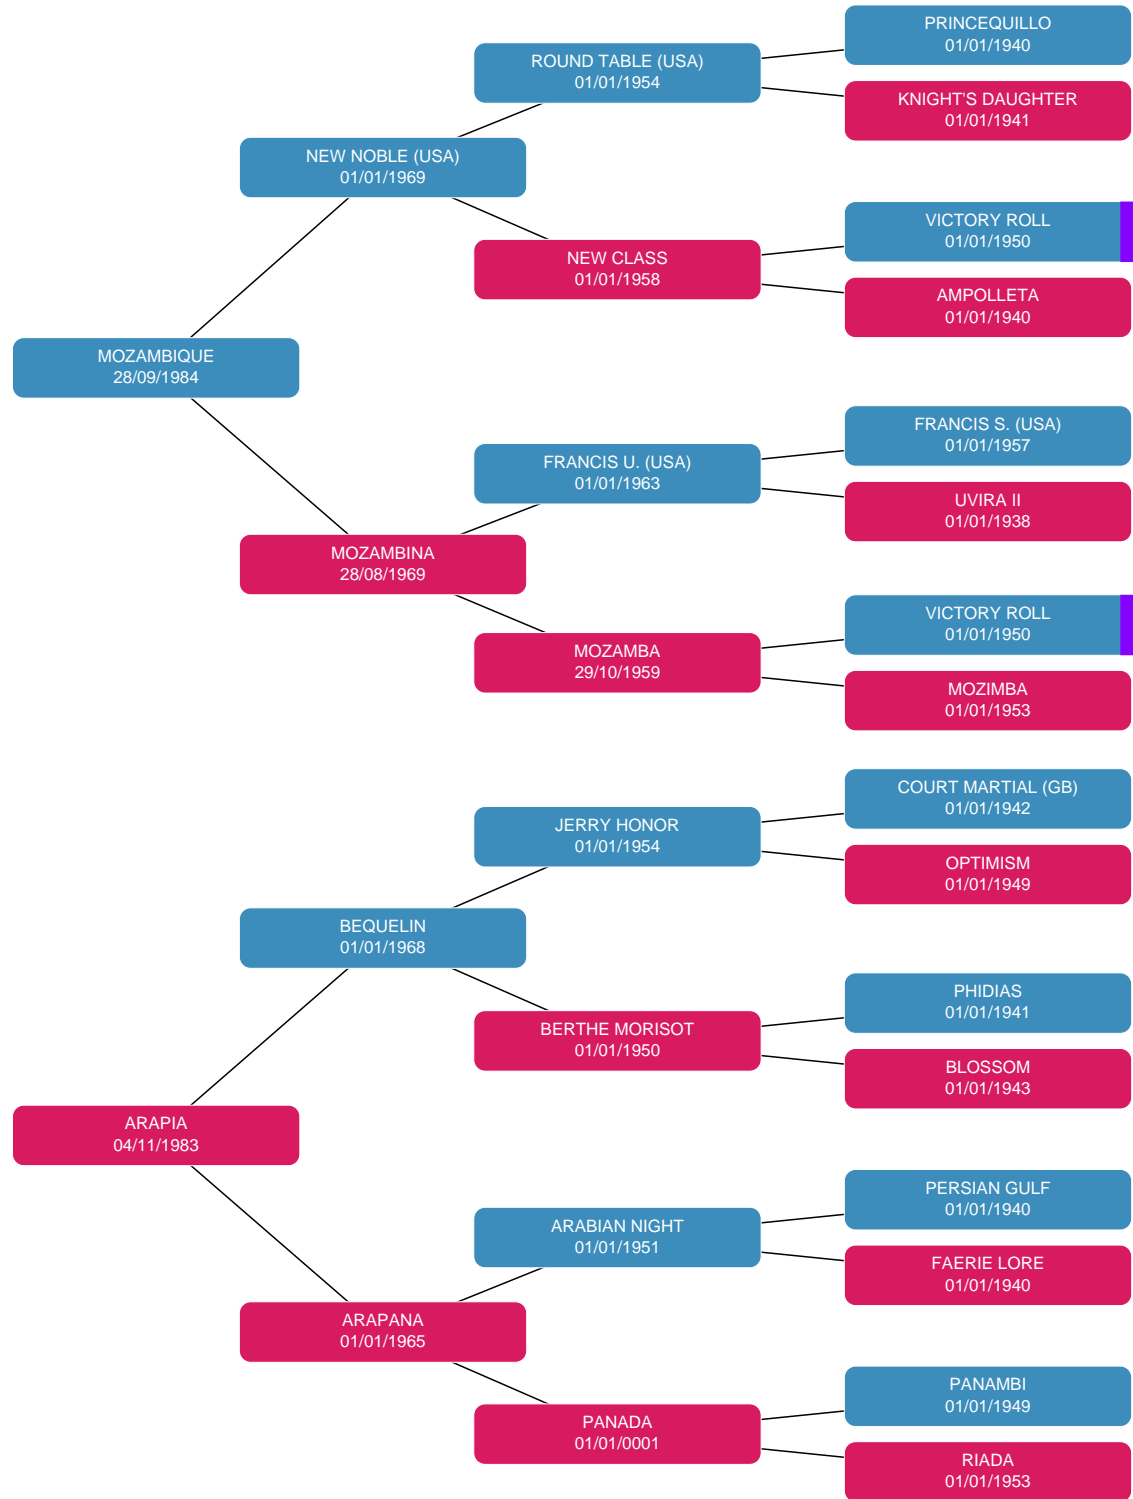 PRINCEQUILLO
01/01/1940
ROUND TABLE (USA)
01/01/1954
KNIGHT'S DAUGHTER
01/01/1941
NEW NOBLE (USA)
01/01/1969
VICTORY ROLL
01/01/1950
NEW CLASS
01/01/1958
AMPOLLETA
01/01/1940
MOZAMBIQUE
28/09/1984
FRANCIS S. (USA)
01/01/1957
FRANCIS U. (USA)
01/01/1963
UVIRA II
01/01/1938
MOZAMBINA
28/08/1969
VICTORY ROLL
01/01/1950
MOZAMBA
29/10/1959
MOZIMBA
01/01/1953
COURT MARTIAL (GB)
01/01/1942
JERRY HONOR
01/01/1954
OPTIMISM
01/01/1949
BEQUELIN
01/01/1968
PHIDIAS
01/01/1941
BERTHE MORISOT
01/01/1950
BLOSSOM
01/01/1943
ARAPIA
04/11/1983
PERSIAN GULF
01/01/1940
ARABIAN NIGHT
01/01/1951
FAERIE LORE
01/01/1940
ARAPANA
01/01/1965
PANAMBI
01/01/1949
PANADA
01/01/0001
RIADA
01/01/1953